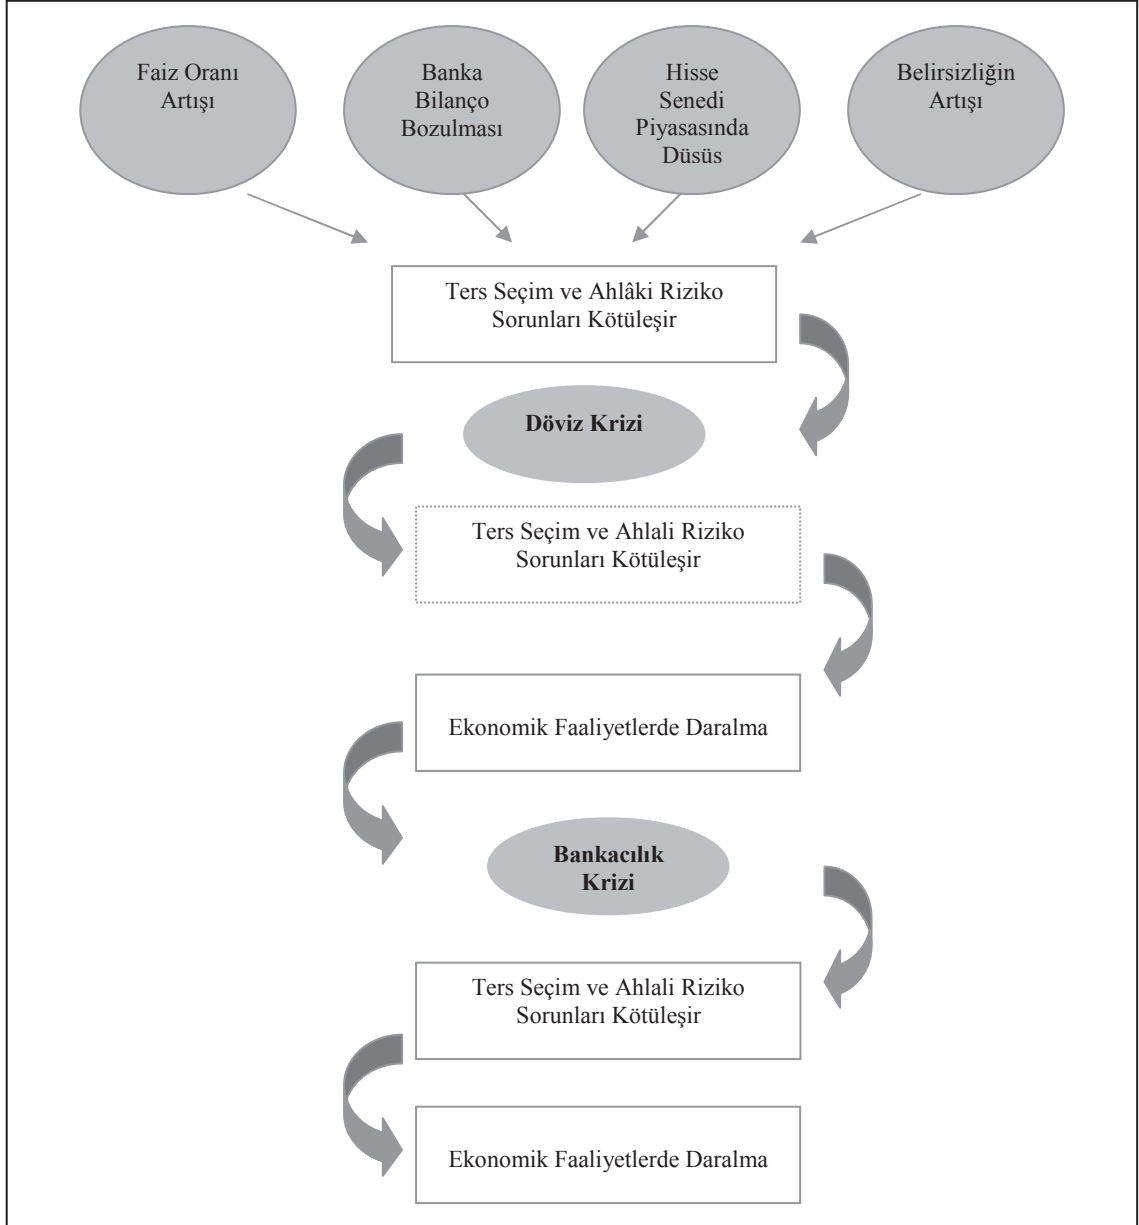 Faiz Oranı
Artışı
Banka
Bilanço
Bozulması
Hisse
Senedi
Piyasasında
Düsüs
Belirsizliğin
Artışı
Ters Seçim ve Ahlâki Riziko
Sorunları Kötüleşir
Döviz Krizi
Ters Seçim ve Ahlali Riziko
Sorunları Kötüleşir
Ekonomik Faaliyetlerde Daralma
Bankacılık
Krizi
Ters Seçim ve Ahlali Riziko
Sorunları Kötüleşir
Ekonomik Faaliyetlerde Daralma